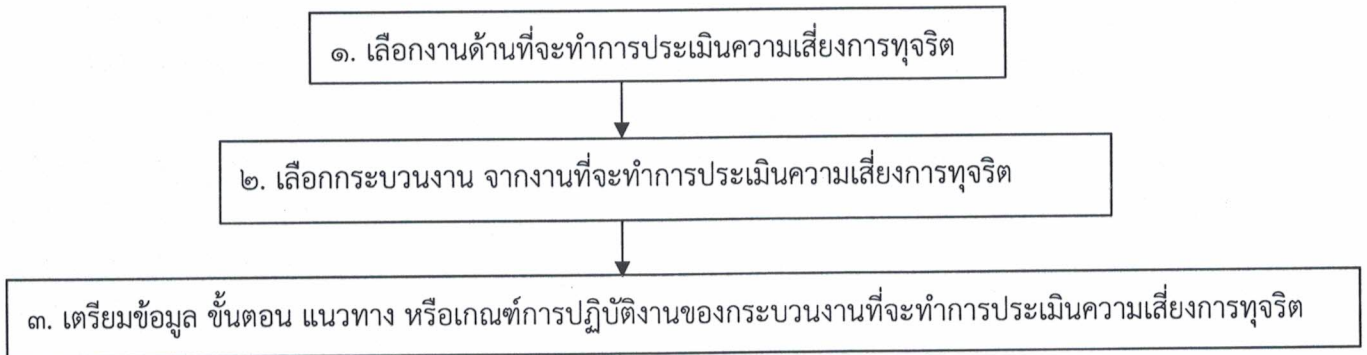 ๑. เลือกงานด้านที่จะทำการประเมินความเสี่ยงการทุจริต
๒. เลือกกระบวนงาน จากงานที่จะทำการประเมินความเสี่ยงการทุจริต
๓. เตรียมข้อมูล ขั้นตอน แนวทาง หรือเกณฑ์การปฏิบัติงานของกระบวนงานที่จะทำการประเมินความเสี่ยงการทุจริต